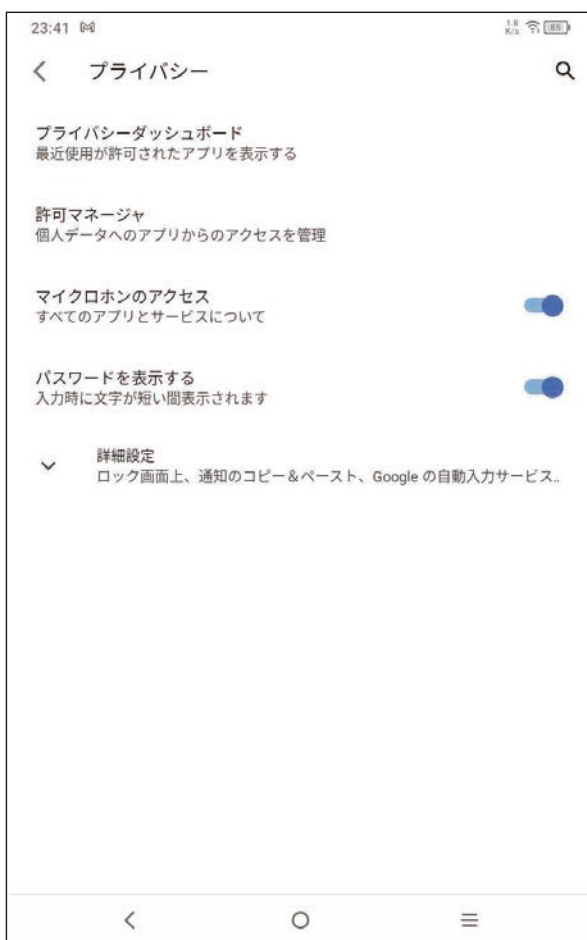 23:41
1.8 K/s 85
プライバシー
プライバシーダッシュボード
最近使用が許可されたアプリを表示する
許可マネージャ
個人データへのアプリからのアクセスを管理
マイクロホンのアクセス
すべてのアプリとサービスについて
パスワードを表示する
入力時に文字が短い間表示されます
詳細設定
ロック画面上、通知のコピー＆ペースト、Google の自動入力サービス..